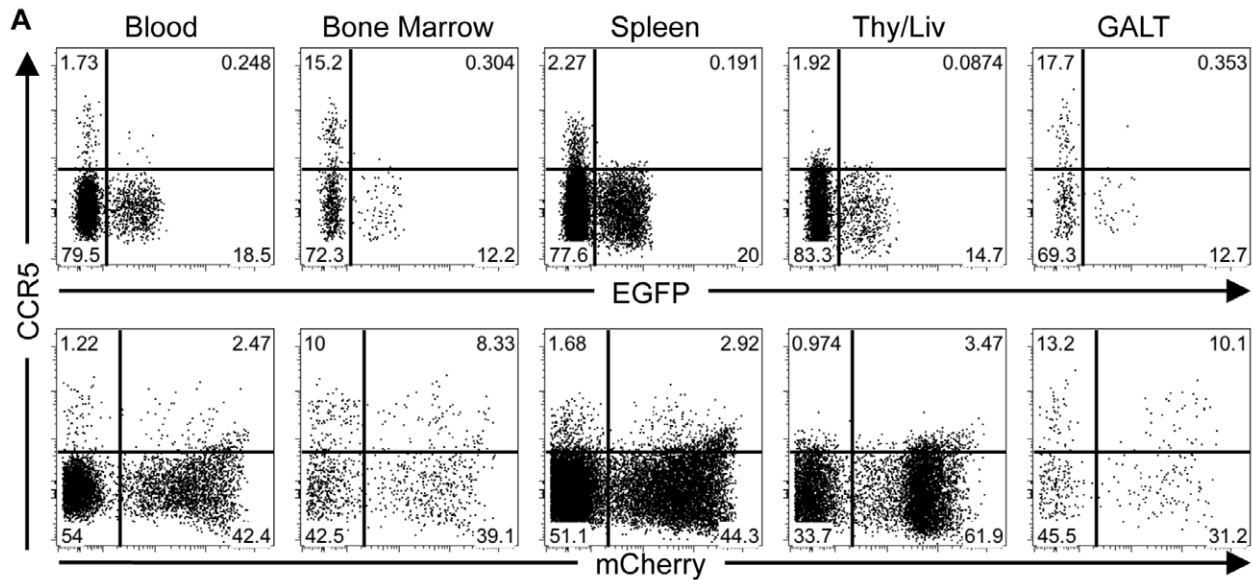 A
Blood Bone Marrow Spleen Thy/Liv GALT
1.73 0.248 15.2 0.304 2.27 0.191 1.92 0.0874 17.7 0.353
79.5 18.5 72.3 12.2 77.6 20 83.3 14.7 69.3 12.7
EGFP
CCR5
1.22 2.47 10 8.33 1.68 2.92 0.974 3.47 13.2 10.1
54 42.4 42.5 39.1 51.1 44.3 33.7 61.9 45.5 31.2
mCherry